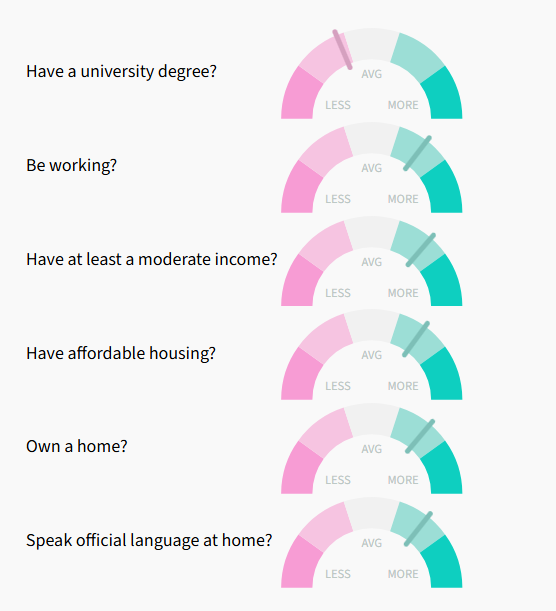 Have a university degree?
AVG
LESS MORE
Be working?
AVG
LESS MORE
Have at least a moderate income?
AVG
LESS MORE
Have affordable housing?
AVG
LESS MORE
Own a home?
AVG
LESS MORE
Speak official language at home?
AVG
LESS MORE